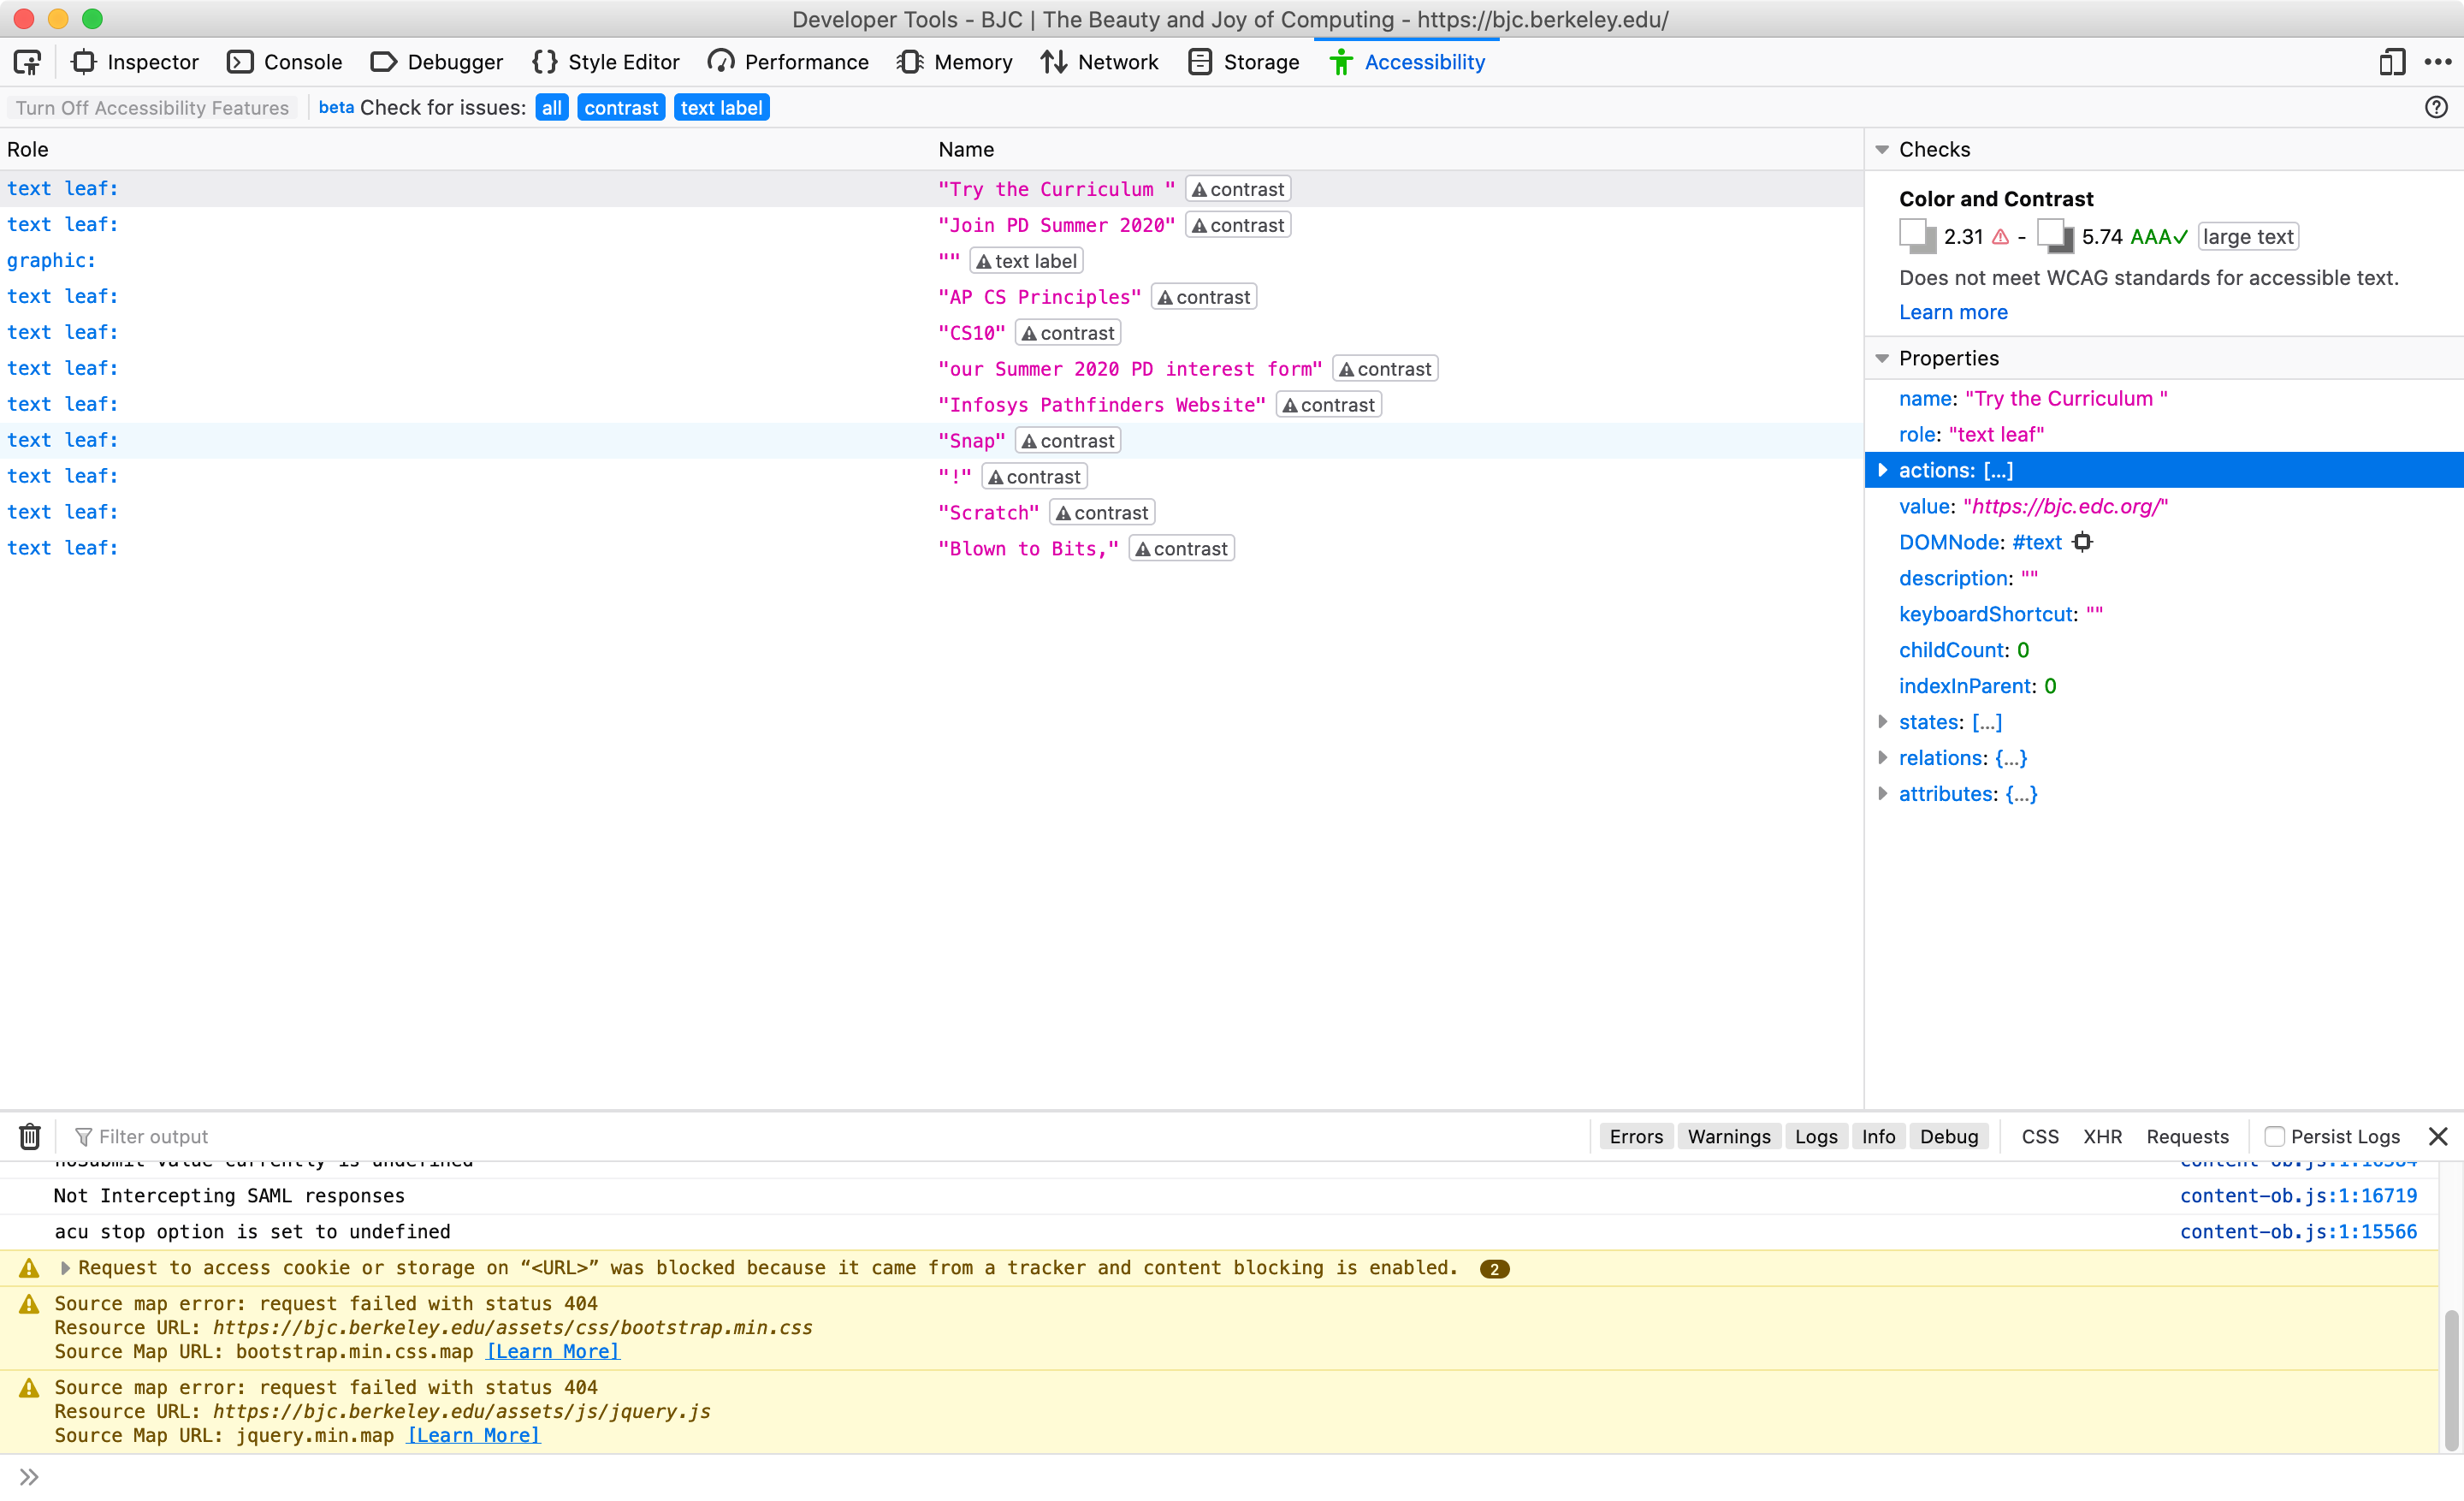 Developer Tools - BJC | The Beauty and Joy of Computing - https://bjc.berkeley.edu/
Inspector Console Debugger {} Style Editor Performance Memory Network Storage Accessibility
Turn Off Accessibility Features beta Check for issues: all contrast text label
Role Name
text leaf: "Try the Curriculum " contrast
text leaf: "Join PD Summer 2020" contrast
graphic: "" text label
text leaf: "AP CS Principles" contrast
text leaf: "CS10" contrast
text leaf: "our Summer 2020 PD interest form" contrast
text leaf: "Infosys Pathfinders Website" contrast
text leaf: "Snap" contrast
text leaf: "!" contrast
text leaf: "Scratch" contrast
text leaf: "Blown to Bits," contrast
Checks
Color and Contrast
2.31 - 5.74 AAA✓ large text
Does not meet WCAG standards for accessible text.
Learn more
Properties
name: "Try the Curriculum "
role: "text leaf"
actions: […]
value: "https://bjc.edc.org/"
DOMNode: #text
description: ""
keyboardShortcut: ""
childCount: 0
indexInParent: 0
states: […]
relations: {…}
attributes: {…}
Filter output Errors Warnings Logs Info Debug CSS XHR Requests Persist Logs
noSubmit value currently is undefined content-ob.js:1:16584
Not Intercepting SAML responses content-ob.js:1:16719
acu stop option is set to undefined content-ob.js:1:15566
Request to access cookie or storage on “<URL>” was blocked because it came from a tracker and content blocking is enabled. 2
Source map error: request failed with status 404
Resource URL: https://bjc.berkeley.edu/assets/css/bootstrap.min.css
Source Map URL: bootstrap.min.css.map [Learn More]
Source map error: request failed with status 404
Resource URL: https://bjc.berkeley.edu/assets/js/jquery.js
Source Map URL: jquery.min.map [Learn More]